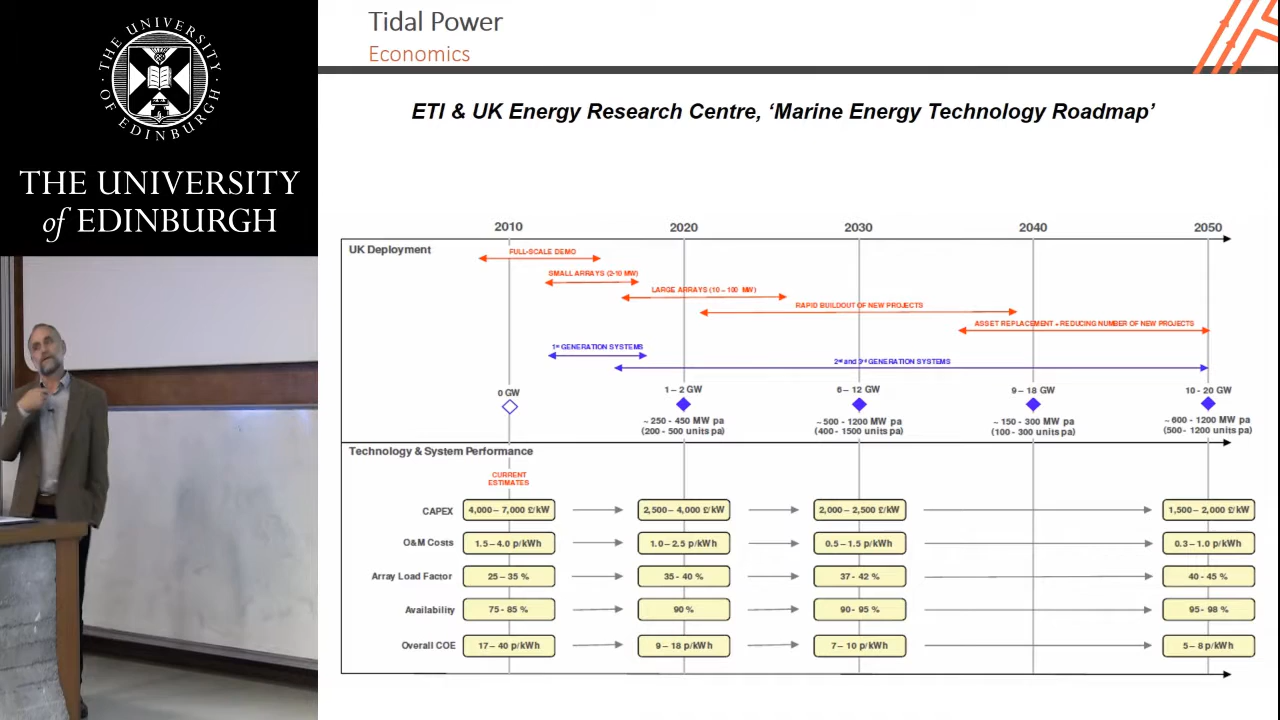 THE UNIVERSITY OF EDINBURGH
THE UNIVERSITY
of EDINBURGH
Tidal Power
Economics
ETI & UK Energy Research Centre, ‘Marine Energy Technology Roadmap’
2010 2020 2030 2040 2050
UK Deployment
FULL-SCALE DEMO
SMALL ARRAYS (2-10 MW)
LARGE ARRAYS (10 – 100 MW)
RAPID BUILDOUT OF NEW PROJECTS
ASSET REPLACEMENT + REDUCING NUMBER OF NEW PROJECTS
1st GENERATION SYSTEMS
2nd and 3rd GENERATION SYSTEMS
0 GW 1 – 2 GW 6 – 12 GW 9 – 18 GW 10 - 20 GW
~ 250 - 450 MW pa ~ 500 - 1200 MW pa ~ 150 - 300 MW pa ~ 600 - 1200 MW pa
(200 - 500 units pa) (400 - 1500 units pa) (100 - 300 units pa) (500 - 1200 units pa)
Technology & System Performance
CURRENT
ESTIMATES
CAPEX 4,000 – 7,000 £/kW 2,500 – 4,000 £/kW 2,000 – 2,500 £/kW 1,500 – 2,000 £/kW
O&M Costs 1.5 – 4.0 p/kWh 1.0 – 2.5 p/kWh 0.5 – 1.5 p/kWh 0.3 – 1.0 p/kWh
Array Load Factor 25 – 35 % 35 - 40 % 37 - 42 % 40 - 45 %
Availability 75 - 85 % 90 % 90 - 95 % 95 - 98 %
Overall COE 17 – 40 p/kWh 9 – 18 p/kWh 7 – 10 p/kWh 5 – 8 p/kWh